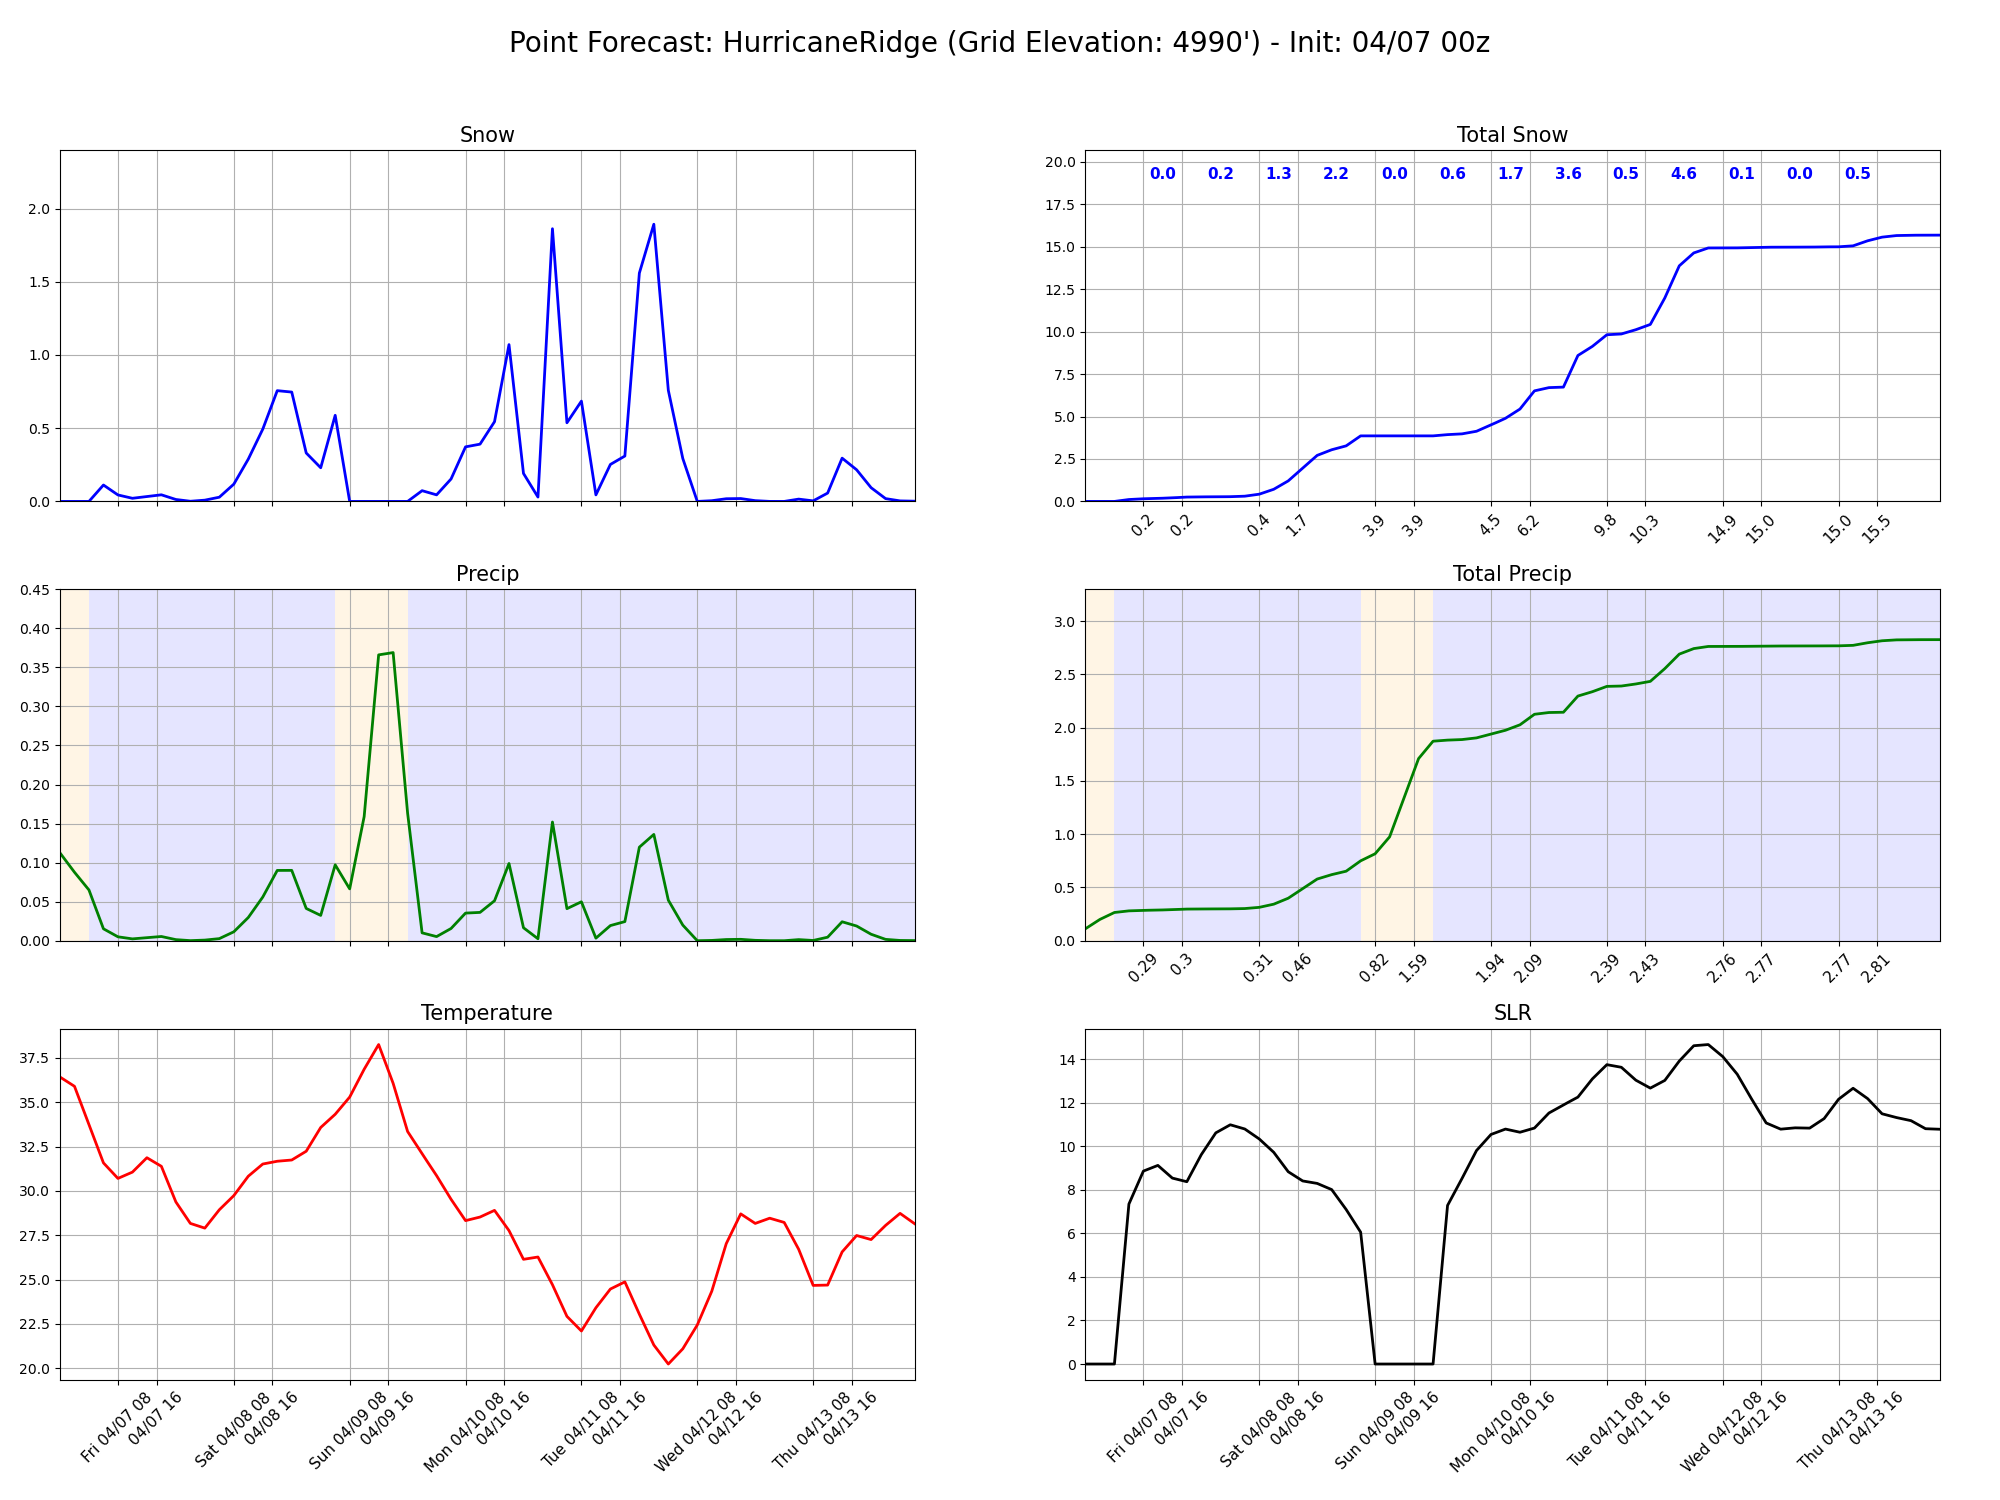 Point Forecast: HurricaneRidge (Grid Elevation: 4990') - Init: 04/07 00z
Snow
2.0
1.5
1.0
0.5
0.0
Total Snow
20.0
17.5
15.0
12.5
10.0
7.5
5.0
2.5
0.0
0.0 0.2 1.3 2.2 0.0 0.6 1.7 3.6 0.5 4.6 0.1 0.0 0.5
0.2 0.2 0.4 1.7 3.9 3.9 4.5 6.2 9.8 10.3 14.9 15.0 15.0 15.5
Precip
0.45
0.40
0.35
0.30
0.25
0.20
0.15
0.10
0.05
0.00
Total Precip
3.0
2.5
2.0
1.5
1.0
0.5
0.0
0.29 0.3 0.31 0.46 0.82 1.59 1.94 2.09 2.39 2.43 2.76 2.77 2.77 2.81
Temperature
37.5
35.0
32.5
30.0
27.5
25.0
22.5
20.0
Fri 04/07 08
04/07 16
Sat 04/08 08
04/08 16
Sun 04/09 08
04/09 16
Mon 04/10 08
04/10 16
Tue 04/11 08
04/11 16
Wed 04/12 08
04/12 16
Thu 04/13 08
04/13 16
SLR
14
12
10
8
6
4
2
0
Fri 04/07 08
04/07 16
Sat 04/08 08
04/08 16
Sun 04/09 08
04/09 16
Mon 04/10 08
04/10 16
Tue 04/11 08
04/11 16
Wed 04/12 08
04/12 16
Thu 04/13 08
04/13 16